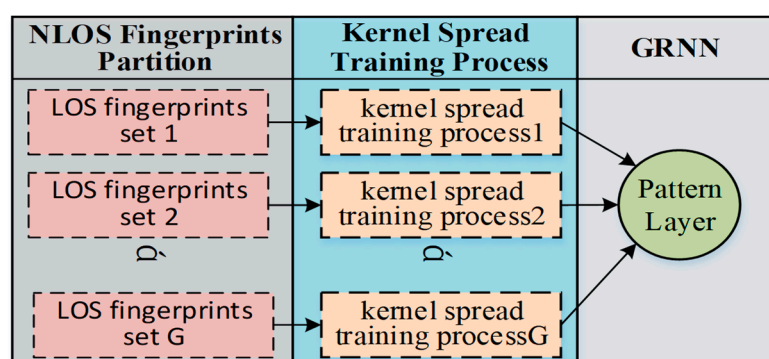 NLOS Fingerprints
Partition
Kernel Spread
Training Process
GRNN
LOS fingerprints
set 1
kernel spread
training process1
LOS fingerprints
set 2
kernel spread
training process2
Pattern
Layer
LOS fingerprints
set G
kernel spread
training processG